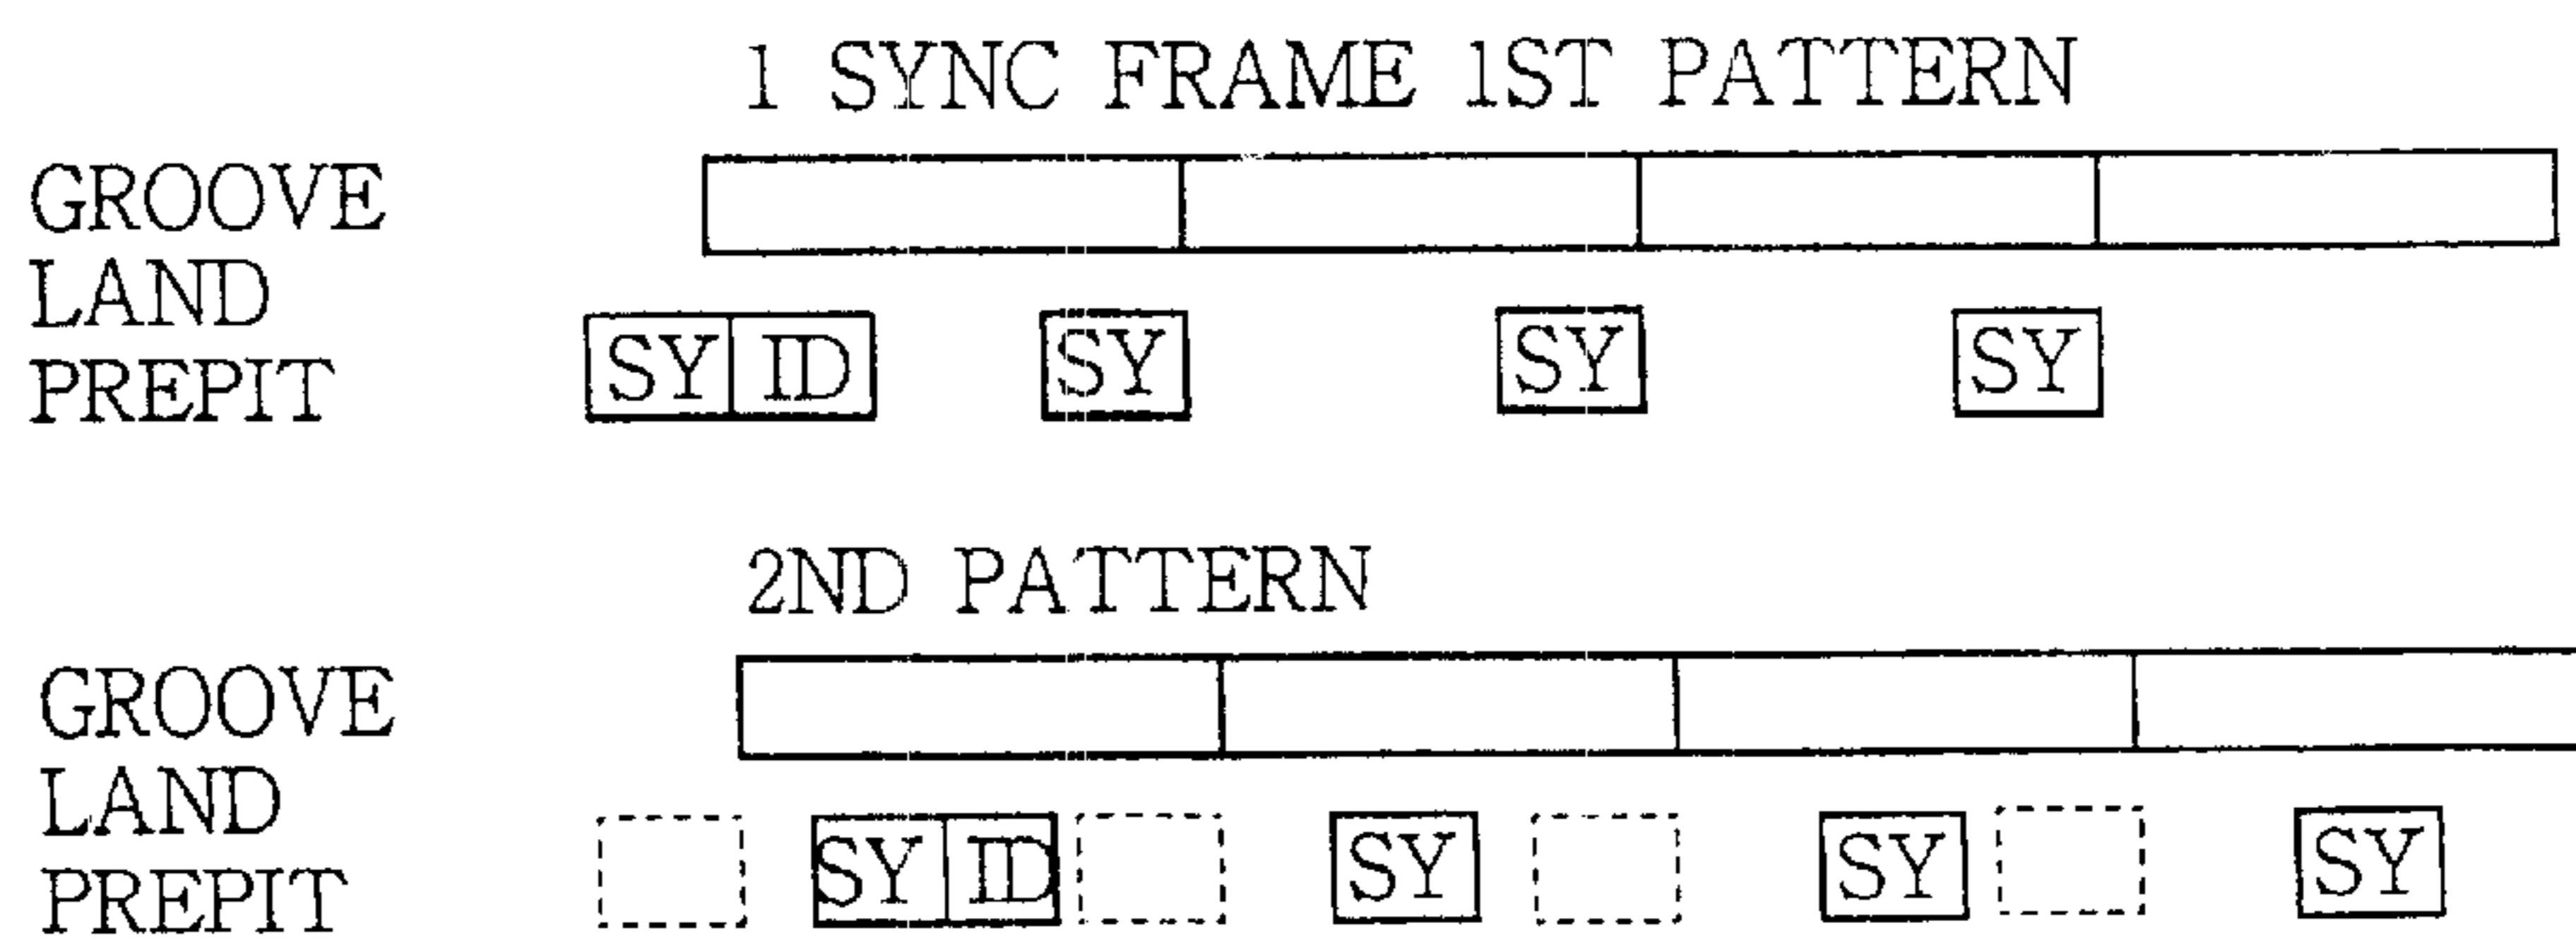 1 SYNC FRAME 1ST PATTERN
GROOVE
LAND
PREPIT
SY ID SY SY SY
2ND PATTERN
GROOVE
LAND
PREPIT
SY ID SY SY SY